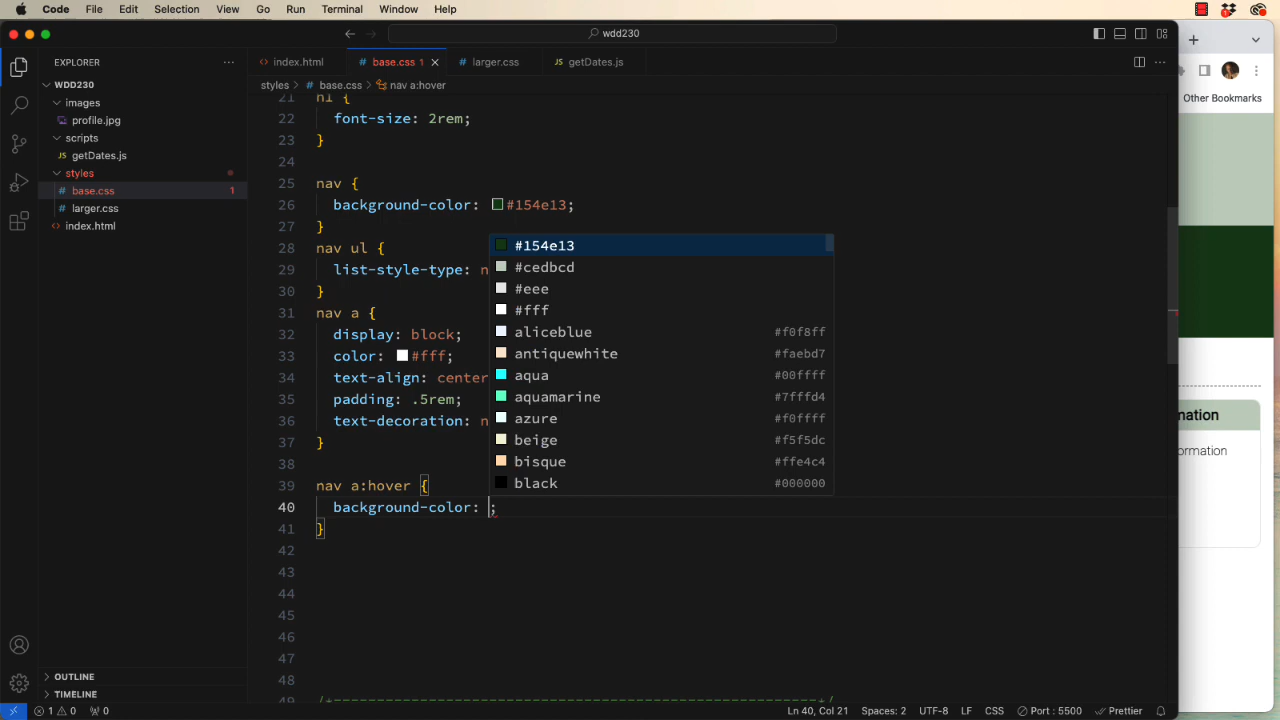 Code File Edit Selection View Go Run Terminal Window Help
wdd230
EXPLORER
index.html
base.css 1
larger.css
JS getDates.js
WDD230
styles > # base.css > nav a:hover
Other Bookmarks
images
profile.jpg
scripts
JS getDates.js
styles
# base.css 1
# larger.css
<> index.html
21 h1 {
22 font-size: 2rem;
23 }
24
25 nav {
26 background-color: #154e13;
27 }
28 nav ul {
29 list-style-type: n
30 }
31 nav a {
32 display: block;
33 color: #fff;
34 text-align: center
35 padding: .5rem;
36 text-decoration: n
37 }
38
39 nav a:hover {
40 background-color: ;
41 }
42
43
44
45
46
47
48
49 /*
#154e13
#cedbcd
#eee
#fff
aliceblue #f0f8ff
antiquewhite #faebd7
aqua #00ffff
aquamarine #7fffd4
azure #f0ffff
beige #f5f5dc
bisque #ffe4c4
black #000000
mation
ormation
OUTLINE
TIMELINE
1 0 0 Ln 40, Col 21 Spaces: 2 UTF-8 LF CSS Port : 5500 Prettier